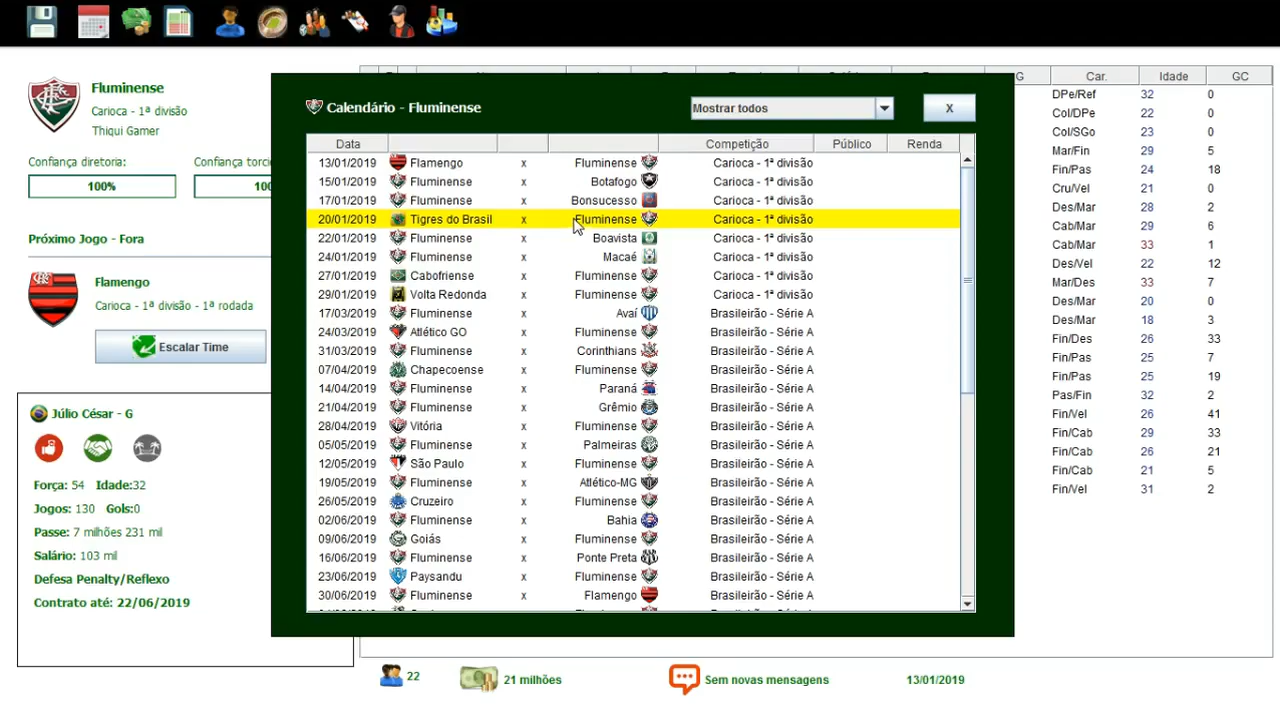 Fluminense
Carioca - 1ª divisão
Thiqui Gamer
Confiança diretoria:
Confiança torci
100%
100
Próximo Jogo - Fora
Flamengo
Carioca - 1ª divisão - 1ª rodada
Escalar Time
Júlio César - G
Força: 54 Idade:32
Jogos: 130 Gols:0
Passe: 7 milhões 231 mil
Salário: 103 mil
Defesa Penalty/Reflexo
Contrato até: 22/06/2019
Calendário - Fluminense
Mostrar todos
X
Data Competição Público Renda
13/01/2019 Flamengo x Fluminense Carioca - 1ª divisão
15/01/2019 Fluminense x Botafogo Carioca - 1ª divisão
17/01/2019 Fluminense x Bonsucesso Carioca - 1ª divisão
20/01/2019 Tigres do Brasil x Fluminense Carioca - 1ª divisão
22/01/2019 Fluminense x Boavista Carioca - 1ª divisão
24/01/2019 Fluminense x Macaé Carioca - 1ª divisão
27/01/2019 Cabofriense x Fluminense Carioca - 1ª divisão
29/01/2019 Volta Redonda x Fluminense Carioca - 1ª divisão
17/03/2019 Fluminense x Avaí Brasileirão - Série A
24/03/2019 Atlético GO x Fluminense Brasileirão - Série A
31/03/2019 Fluminense x Corinthians Brasileirão - Série A
07/04/2019 Chapecoense x Fluminense Brasileirão - Série A
14/04/2019 Fluminense x Paraná Brasileirão - Série A
21/04/2019 Fluminense x Grêmio Brasileirão - Série A
28/04/2019 Vitória x Fluminense Brasileirão - Série A
05/05/2019 Fluminense x Palmeiras Brasileirão - Série A
12/05/2019 São Paulo x Fluminense Brasileirão - Série A
19/05/2019 Fluminense x Atlético-MG Brasileirão - Série A
26/05/2019 Cruzeiro x Fluminense Brasileirão - Série A
02/06/2019 Fluminense x Bahia Brasileirão - Série A
09/06/2019 Goiás x Fluminense Brasileirão - Série A
16/06/2019 Fluminense x Ponte Preta Brasileirão - Série A
23/06/2019 Paysandu x Fluminense Brasileirão - Série A
30/06/2019 Fluminense x Flamengo Brasileirão - Série A
G Car. Idade GC
DPe/Ref 32 0
Col/DPe 22 0
Col/SGo 23 0
Mar/Fin 29 5
Fin/Pas 24 18
Cru/Vel 21 0
Des/Mar 28 2
Cab/Mar 29 6
Cab/Mar 33 1
Des/Vel 22 12
Mar/Des 33 7
Des/Mar 20 0
Des/Mar 18 3
Fin/Des 26 33
Fin/Pas 25 7
Fin/Pas 25 19
Pas/Fin 32 2
Fin/Vel 26 41
Fin/Cab 29 33
Fin/Cab 26 21
Fin/Cab 21 5
Fin/Vel 31 2
22
21 milhões
Sem novas mensagens
13/01/2019